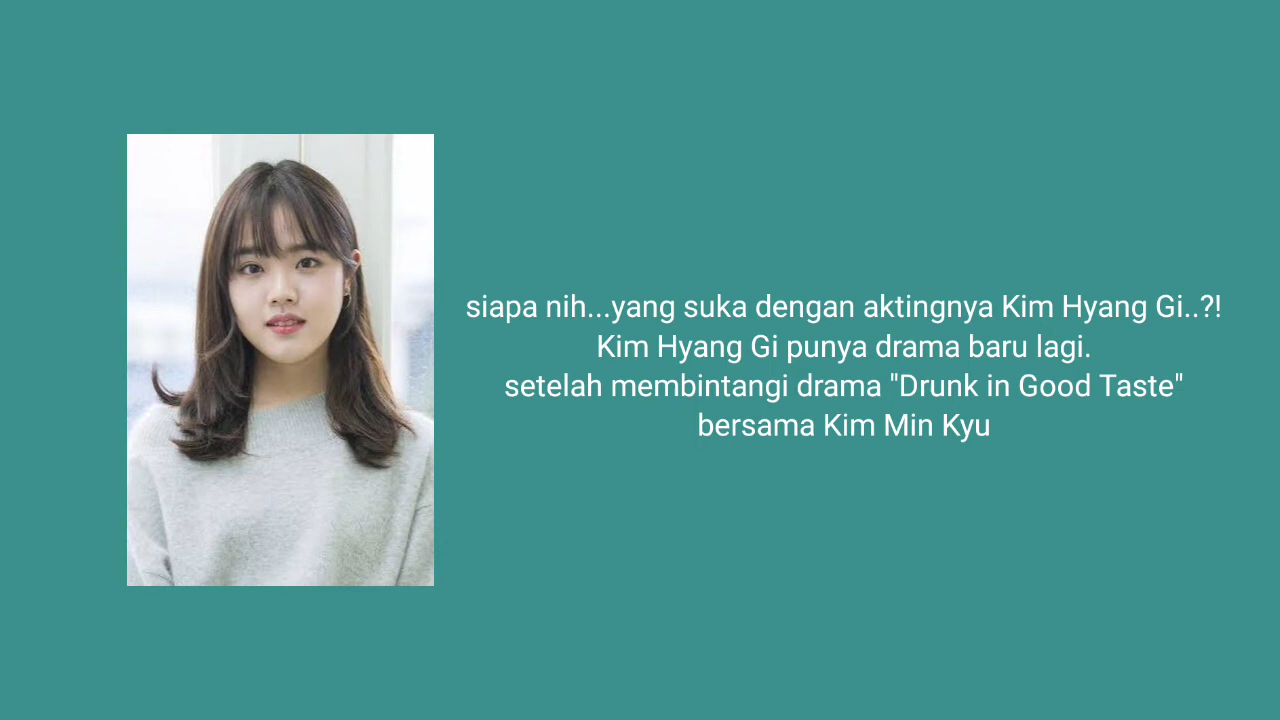 siapa nih...yang suka dengan aktingnya Kim Hyang Gi..?!
Kim Hyang Gi punya drama baru lagi.
setelah membintangi drama "Drunk in Good Taste"
bersama Kim Min Kyu